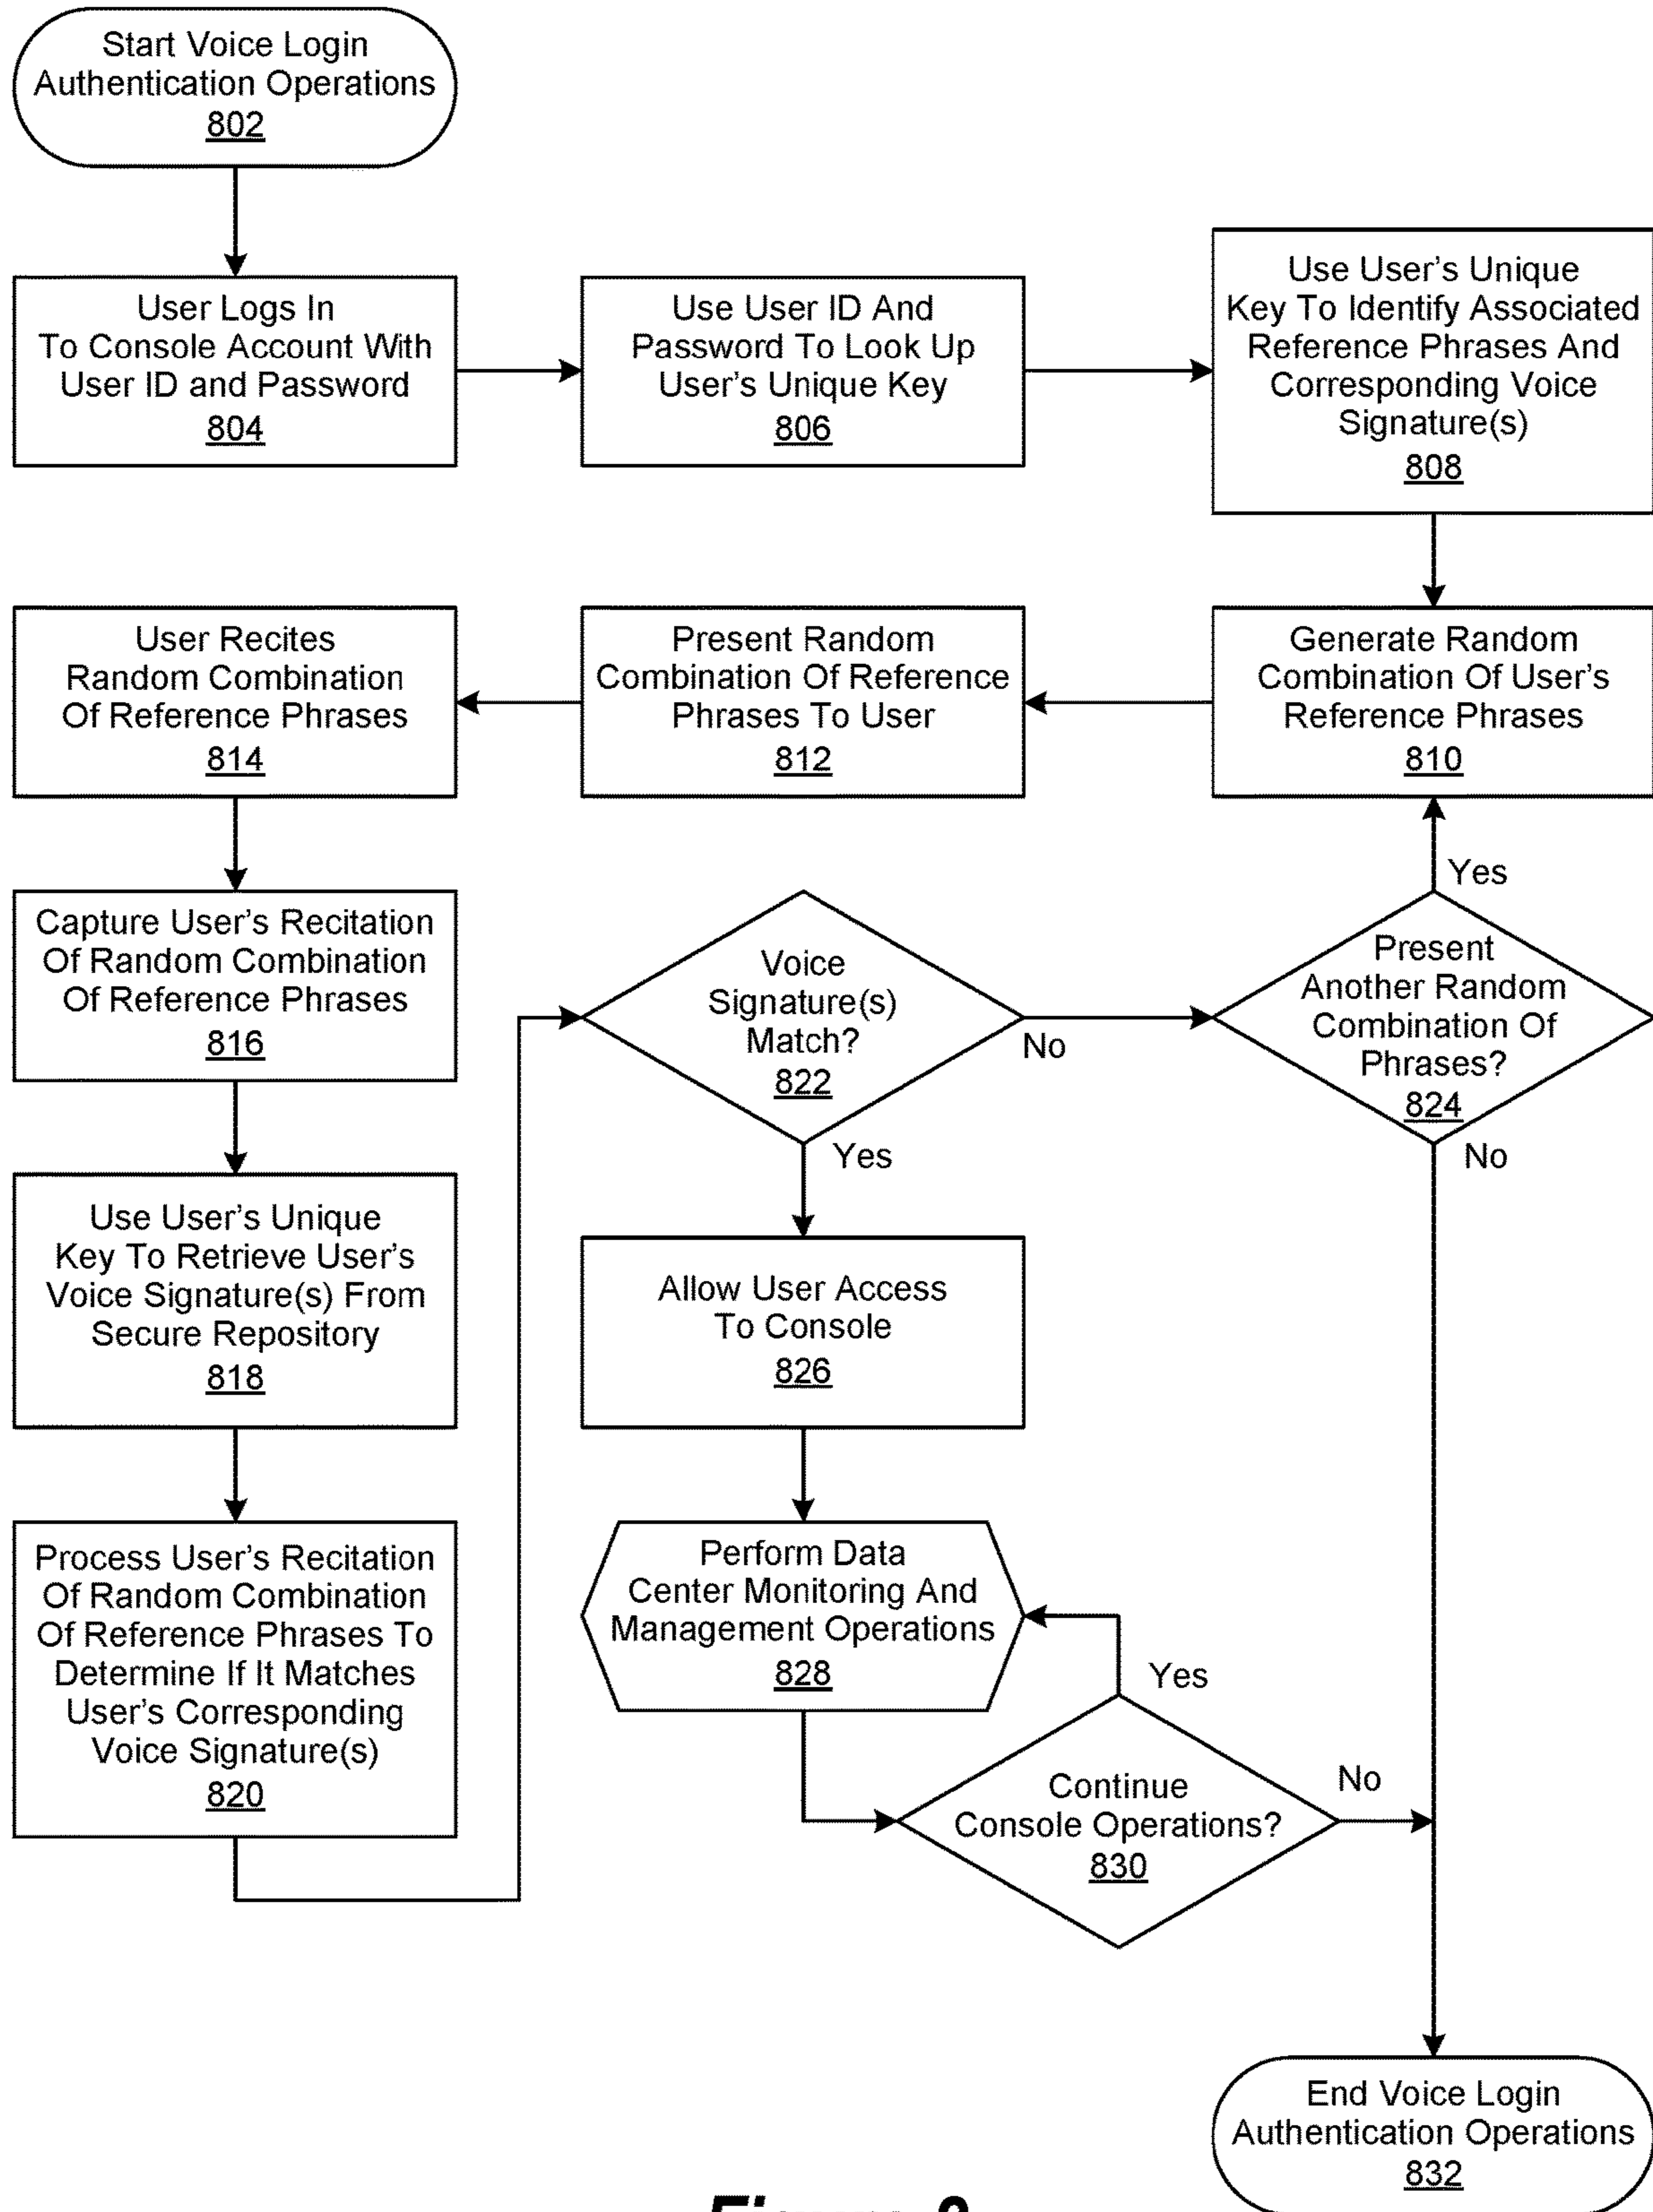 Start Voice Login
Authentication Operations
802
User Logs In
To Console Account With
User ID and Password
804
Use User ID And
Password To Look Up
User's Unique Key
806
Use User's Unique
Key To Identify Associated
Reference Phrases And
Corresponding Voice
Signature(s)
808
Generate Random
Combination Of User's
Reference Phrases
810
Present Random
Combination Of Reference
Phrases To User
812
User Recites
Random Combination
Of Reference Phrases
814
Capture User's Recitation
Of Random Combination
Of Reference Phrases
816
Use User's Unique
Key To Retrieve User's
Voice Signature(s) From
Secure Repository
818
Process User's Recitation
Of Random Combination
Of Reference Phrases To
Determine If It Matches
User's Corresponding
Voice Signature(s)
820
Voice
Signature(s)
Match?
822
No
Yes
Present
Another Random
Combination Of
Phrases?
824
Yes
No
Allow User Access
To Console
826
Perform Data
Center Monitoring And
Management Operations
828
Yes
Continue
Console Operations?
830
No
End Voice Login
Authentication Operations
832